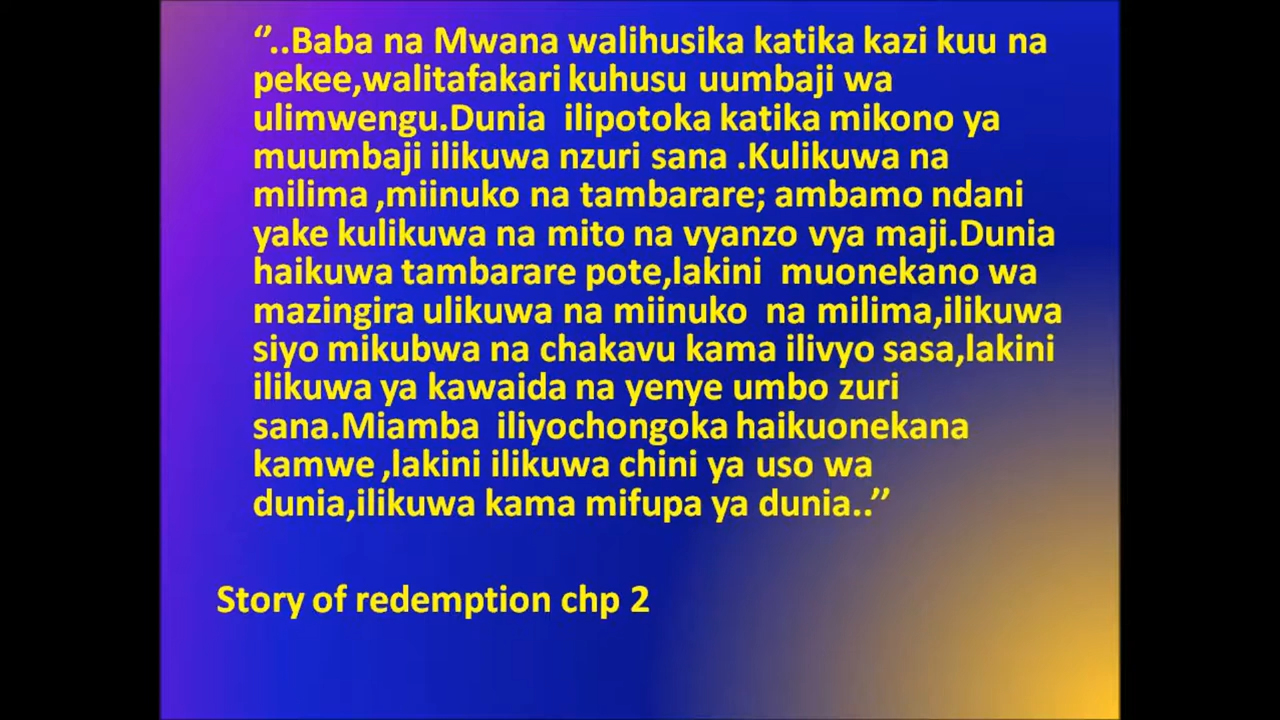 “..Baba na Mwana walihusika katika kazi kuu na
pekee,walitafakari kuhusu uumbaji wa
ulimwengu.Dunia ilipotoka katika mikono ya
muumbaji ilikuwa nzuri sana .Kulikuwa na
milima ,miinuko na tambarare; ambamo ndani
yake kulikuwa na mito na vyanzo vya maji.Dunia
haikuwa tambarare pote,lakini muonekano wa
mazingira ulikuwa na miinuko na milima,ilikuwa
siyo mikubwa na chakavu kama ilivyo sasa,lakini
ilikuwa ya kawaida na yenye umbo zuri
sana.Miamba iliyochongoka haikuonekana
kamwe ,lakini ilikuwa chini ya uso wa
dunia,ilikuwa kama mifupa ya dunia..’’
Story of redemption chp 2